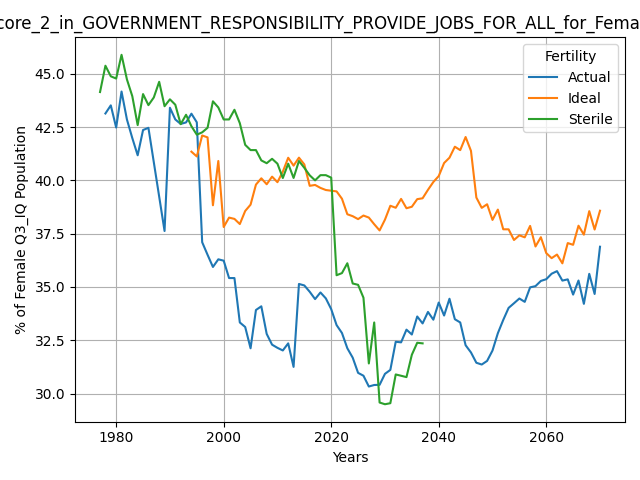 core_2_in_GOVERNMENT_RESPONSIBILITY_PROVIDE_JOBS_FOR_ALL_for_Fema
Fertility
Actual
Ideal
Sterile
% of Female Q3_IQ Population
45.0
42.5
40.0
37.5
35.0
32.5
30.0
1980
2000
2020
2040
2060
Years